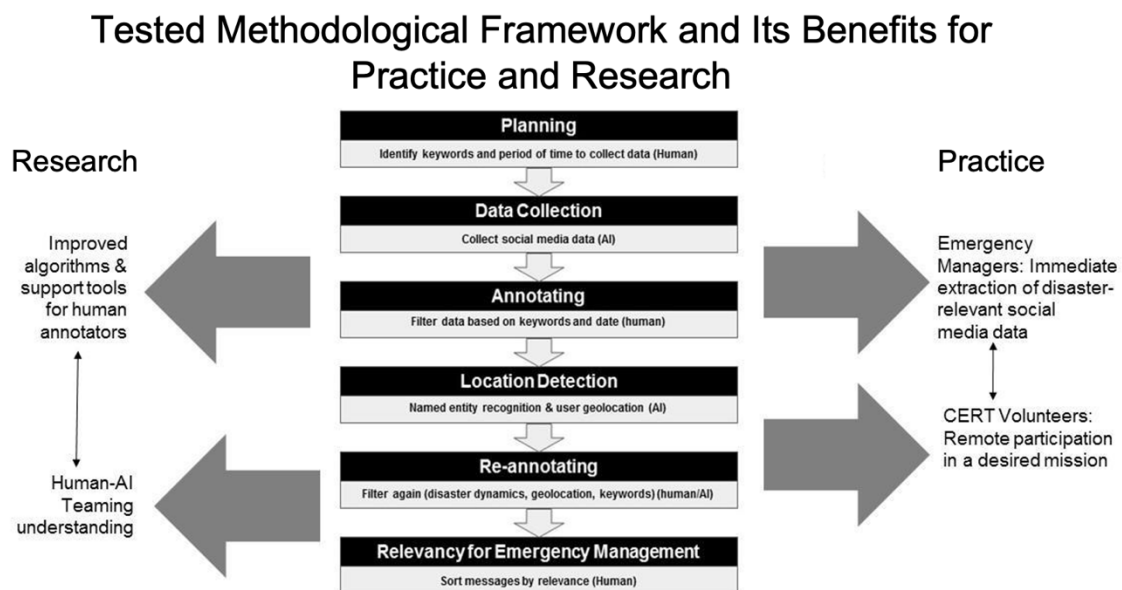 Tested Methodological Framework and Its Benefits for
Practice and Research
Research
Improved
algorithms &
support tools
for human
annotators
Human-AI
Teaming
understanding
Planning
Identify keywords and period of time to collect data (Human)
Data Collection
Collect social media data (AI)
Annotating
Filter data based on keywords and date (human)
Location Detection
Named entity recognition & user geolocation (AI)
Re-annotating
Filter again (disaster dynamics, geolocation, keywords) (human/AI)
Relevancy for Emergency Management
Sort messages by relevance (Human)
Practice
Emergency
Managers: Immediate
extraction of disaster-
relevant social
media data
CERT Volunteers:
Remote participation
in a desired mission